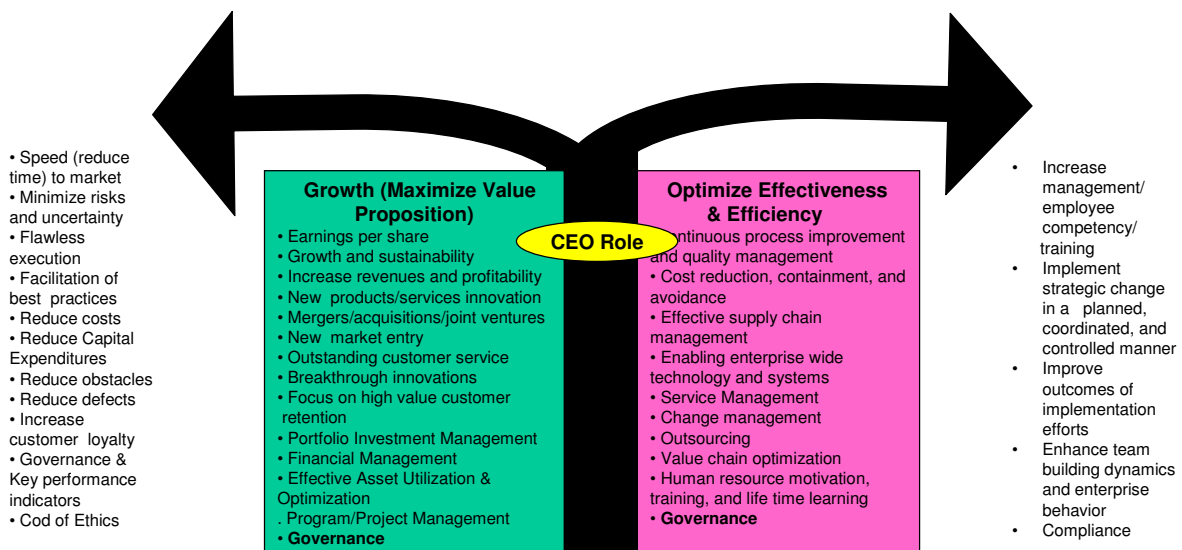 • Speed (reduce
time) to market
• Minimize risks
and uncertainty
• Flawless
execution
• Facilitation of
best practices
• Reduce costs
• Reduce Capital
Expenditures
• Reduce obstacles
• Reduce defects
• Increase
customer loyalty
• Governance &
Key performance
indicators
• Cod of Ethics
Growth (Maximize Value
Proposition)
• Earnings per share
• Growth and sustainability
• Increase revenues and profitability
• New products/services innovation
• Mergers/acquisitions/joint ventures
• New market entry
• Outstanding customer service
• Breakthrough innovations
• Focus on high value customer
retention
• Portfolio Investment Management
• Financial Management
• Effective Asset Utilization &
Optimization
. Program/Project Management
• Governance
CEO Role
Optimize Effectiveness
& Efficiency
ontinuous process improvement
and quality management
• Cost reduction, containment, and
avoidance
• Effective supply chain
management
• Enabling enterprise wide
technology and systems
• Service Management
• Change management
• Outsourcing
• Value chain optimization
• Human resource motivation,
training, and life time learning
• Governance
• Increase
management/
employee
competency/
training
• Implement
strategic change
in a planned,
coordinated, and
controlled manner
• Improve
outcomes of
implementation
efforts
• Enhance team
building dynamics
and enterprise
behavior
• Compliance